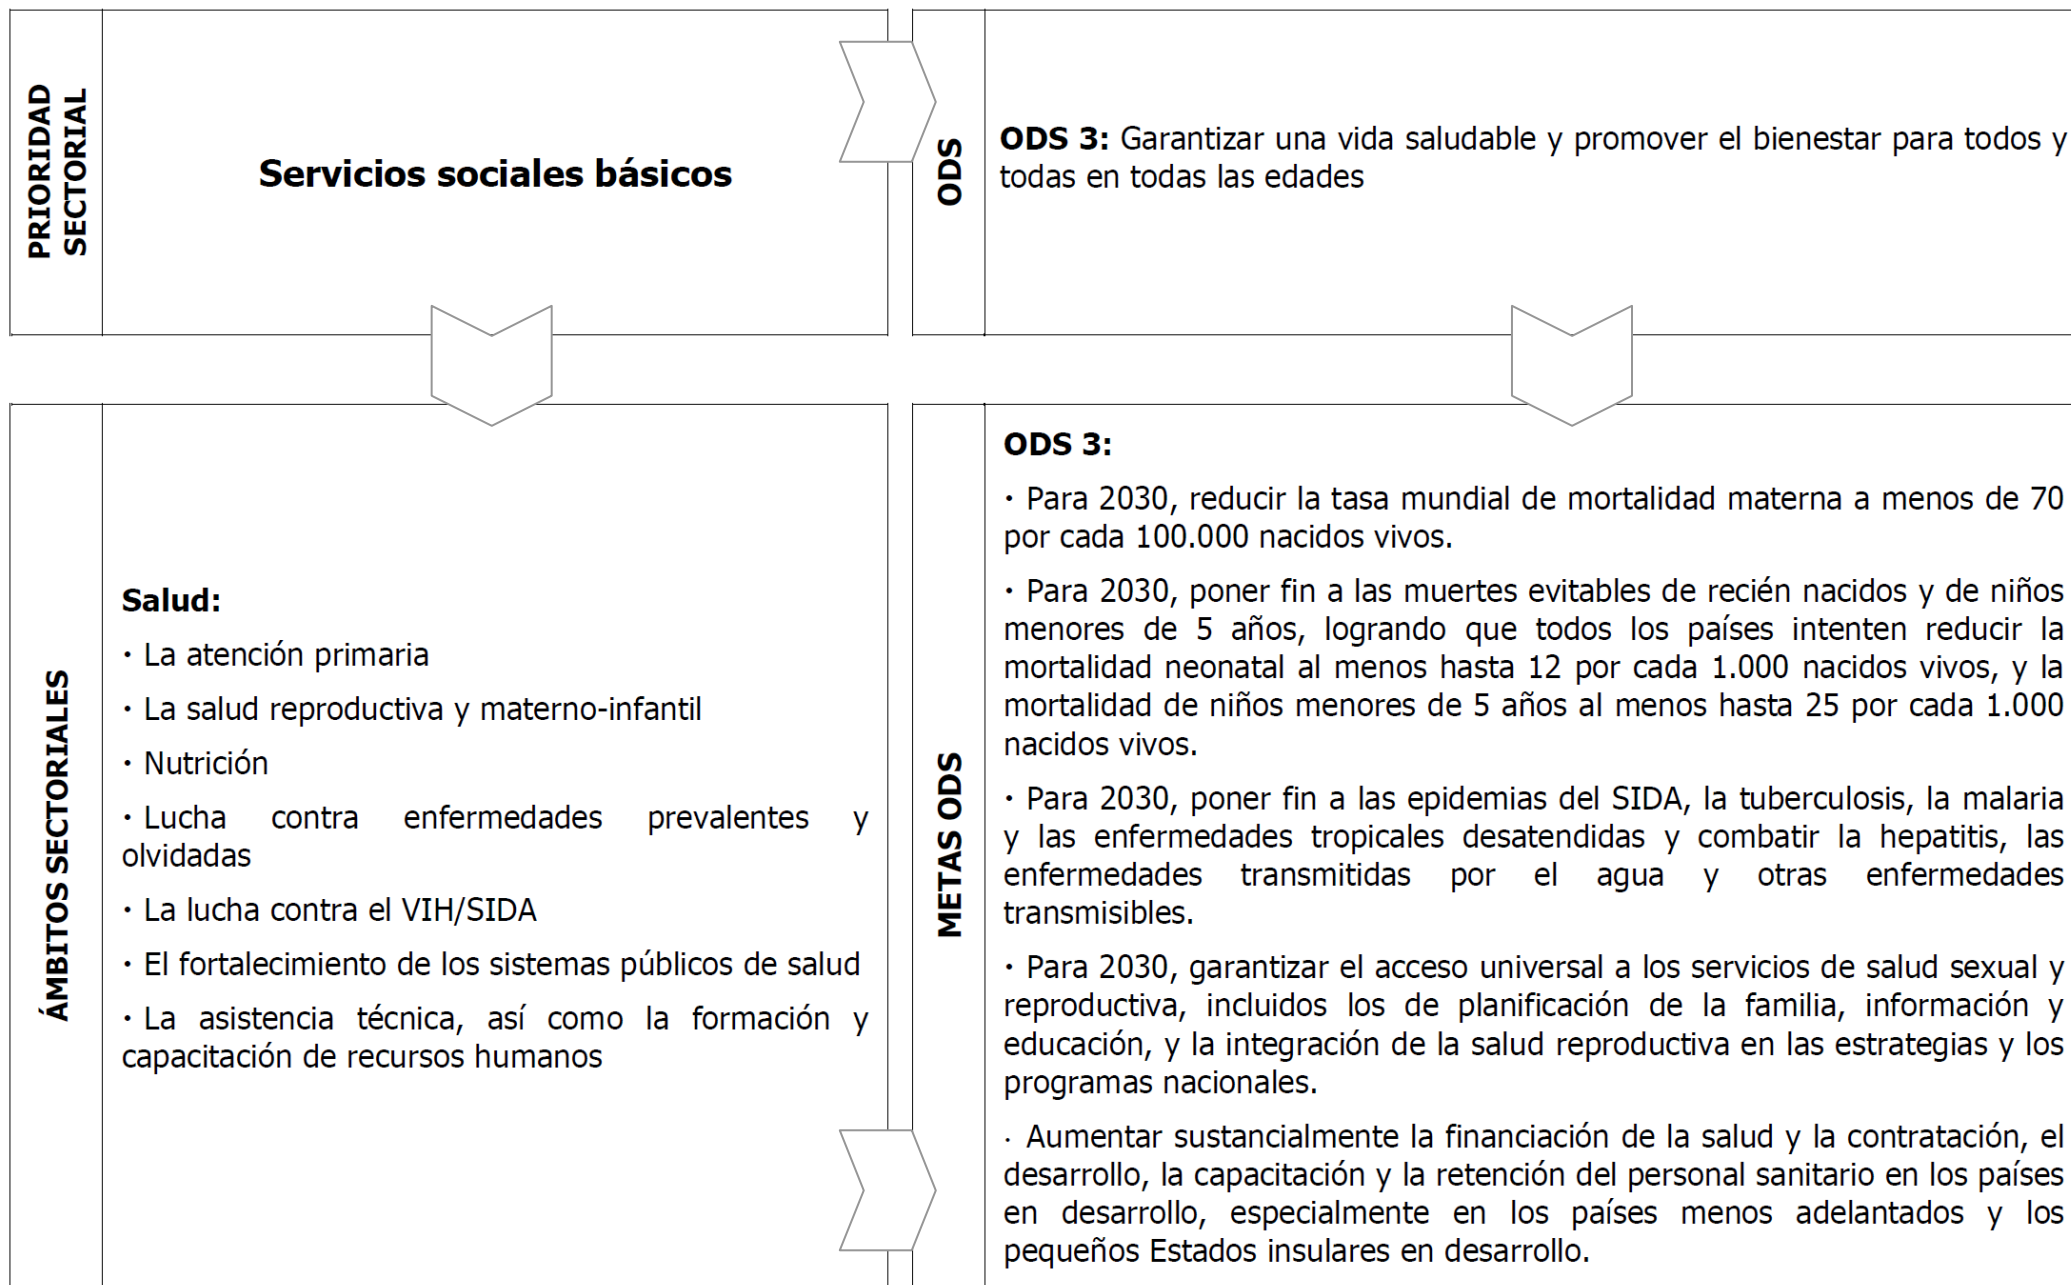 PRIORIDAD
SECTORIAL
Servicios sociales básicos
ODS
ODS 3: Garantizar una vida saludable y promover el bienestar para todos y
todas en todas las edades
ÁMBITOS SECTORIALES
Salud:
· La atención primaria
· La salud reproductiva y materno-infantil
· Nutrición
· Lucha contra enfermedades prevalentes y
olvidadas
· La lucha contra el VIH/SIDA
· El fortalecimiento de los sistemas públicos de salud
· La asistencia técnica, así como la formación y
capacitación de recursos humanos
METAS ODS
ODS 3:
· Para 2030, reducir la tasa mundial de mortalidad materna a menos de 70
por cada 100.000 nacidos vivos.
· Para 2030, poner fin a las muertes evitables de recién nacidos y de niños
menores de 5 años, logrando que todos los países intenten reducir la
mortalidad neonatal al menos hasta 12 por cada 1.000 nacidos vivos, y la
mortalidad de niños menores de 5 años al menos hasta 25 por cada 1.000
nacidos vivos.
· Para 2030, poner fin a las epidemias del SIDA, la tuberculosis, la malaria
y las enfermedades tropicales desatendidas y combatir la hepatitis, las
enfermedades transmitidas por el agua y otras enfermedades
transmisibles.
· Para 2030, garantizar el acceso universal a los servicios de salud sexual y
reproductiva, incluidos los de planificación de la familia, información y
educación, y la integración de la salud reproductiva en las estrategias y los
programas nacionales.
· Aumentar sustancialmente la financiación de la salud y la contratación, el
desarrollo, la capacitación y la retención del personal sanitario en los países
en desarrollo, especialmente en los países menos adelantados y los
pequeños Estados insulares en desarrollo.